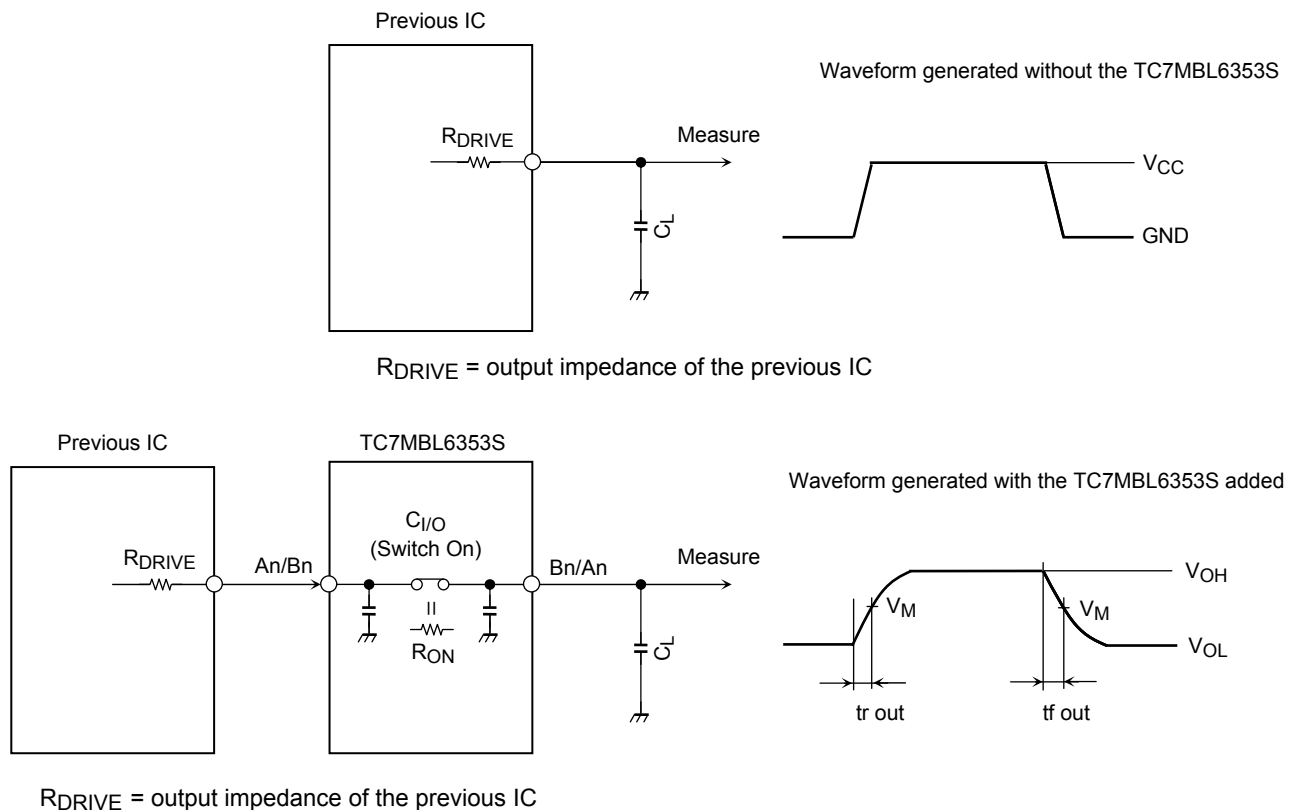 Previous IC
Waveform generated without the TC7MBL6353S
RDRIVE
Measure
VCC
CL
GND
RDRIVE = output impedance of the previous IC
Previous IC
TC7MBL6353S
Waveform generated with the TC7MBL6353S added
CI/O
(Switch On)
RDRIVE
An/Bn
Bn/An
Measure
VOH
VM
VM
RON
CL
VOL
tr out
tf out
RDRIVE = output impedance of the previous IC